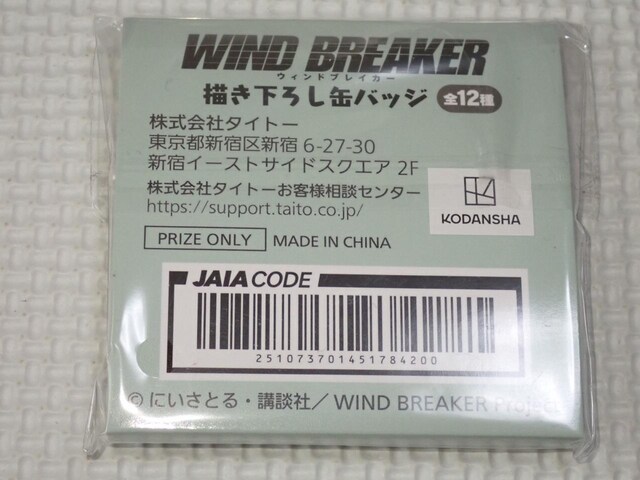 WIND BREAKER
ウィンドブレイカー
描き下ろし缶バッジ 全12種
株式会社タイトー
東京都新宿区新宿 6-27-30
新宿イーストサイドスクエア 2F
株式会社タイトーお客様相談センター
https://support.taito.co.jp/
KODANSHA
PRIZE ONLY MADE IN CHINA
JAIA CODE
251073701451784200
© にいさとる・講談社／WIND BREAKER Project